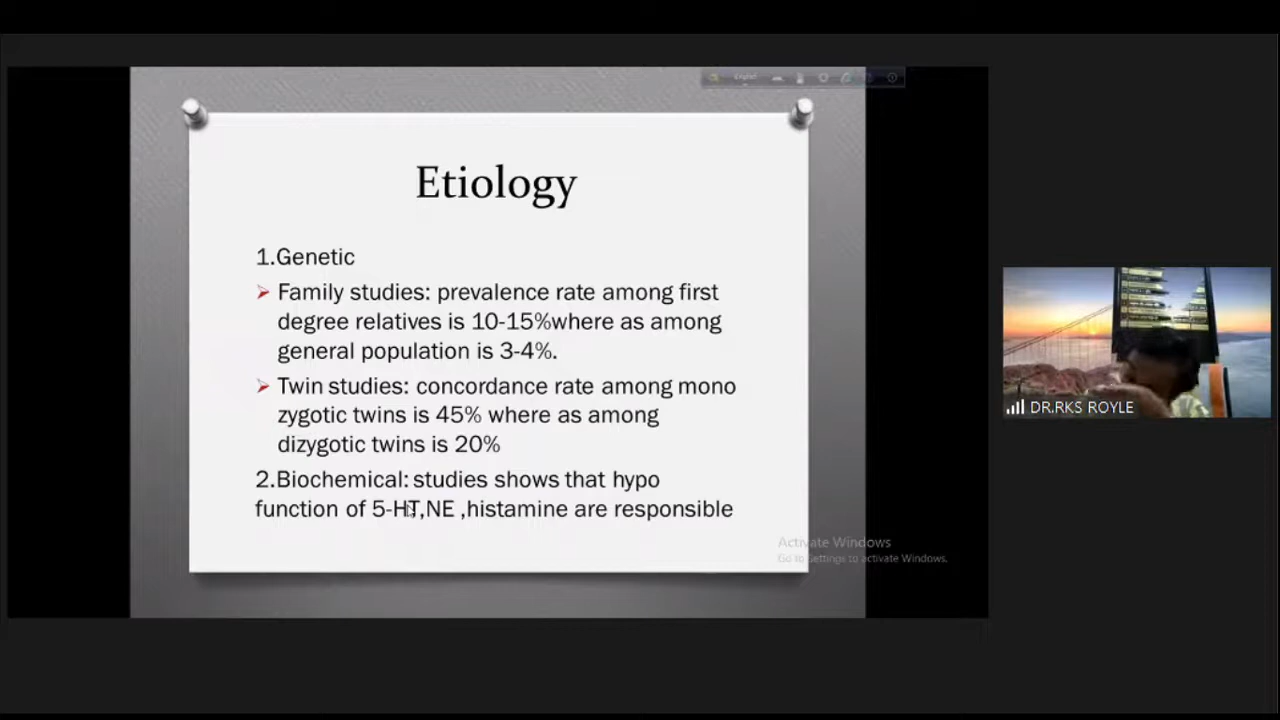 English
Etiology
1.Genetic
Family studies: prevalence rate among first
degree relatives is 10-15%where as among
general population is 3-4%.
Twin studies: concordance rate among mono
zygotic twins is 45% where as among
dizygotic twins is 20%
2.Biochemical: studies shows that hypo
function of 5-HT,NE ,histamine are responsible
Activate Windows
Go to Settings to activate Windows.
DR.RKS ROYLE